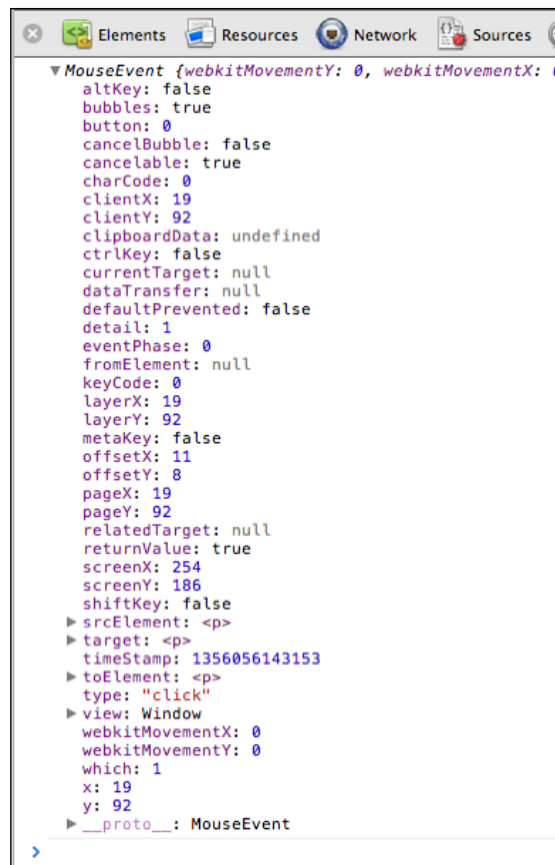 Elements Resources Network Sources
▼MouseEvent {webkitMovementY: 0, webkitMovementX:
altKey: false
bubbles: true
button: 0
cancelBubble: false
cancelable: true
charCode: 0
clientX: 19
clientY: 92
clipboardData: undefined
ctrlKey: false
currentTarget: null
dataTransfer: null
defaultPrevented: false
detail: 1
eventPhase: 0
fromElement: null
keyCode: 0
layerX: 19
layerY: 92
metaKey: false
offsetX: 11
offsetY: 8
pageX: 19
pageY: 92
relatedTarget: null
returnValue: true
screenX: 254
screenY: 186
shiftKey: false
▶srcElement: <p>
▶target: <p>
timeStamp: 1356056143153
▶toElement: <p>
type: "click"
▶view: Window
webkitMovementX: 0
webkitMovementY: 0
which: 1
x: 19
y: 92
▶__proto__: MouseEvent
>